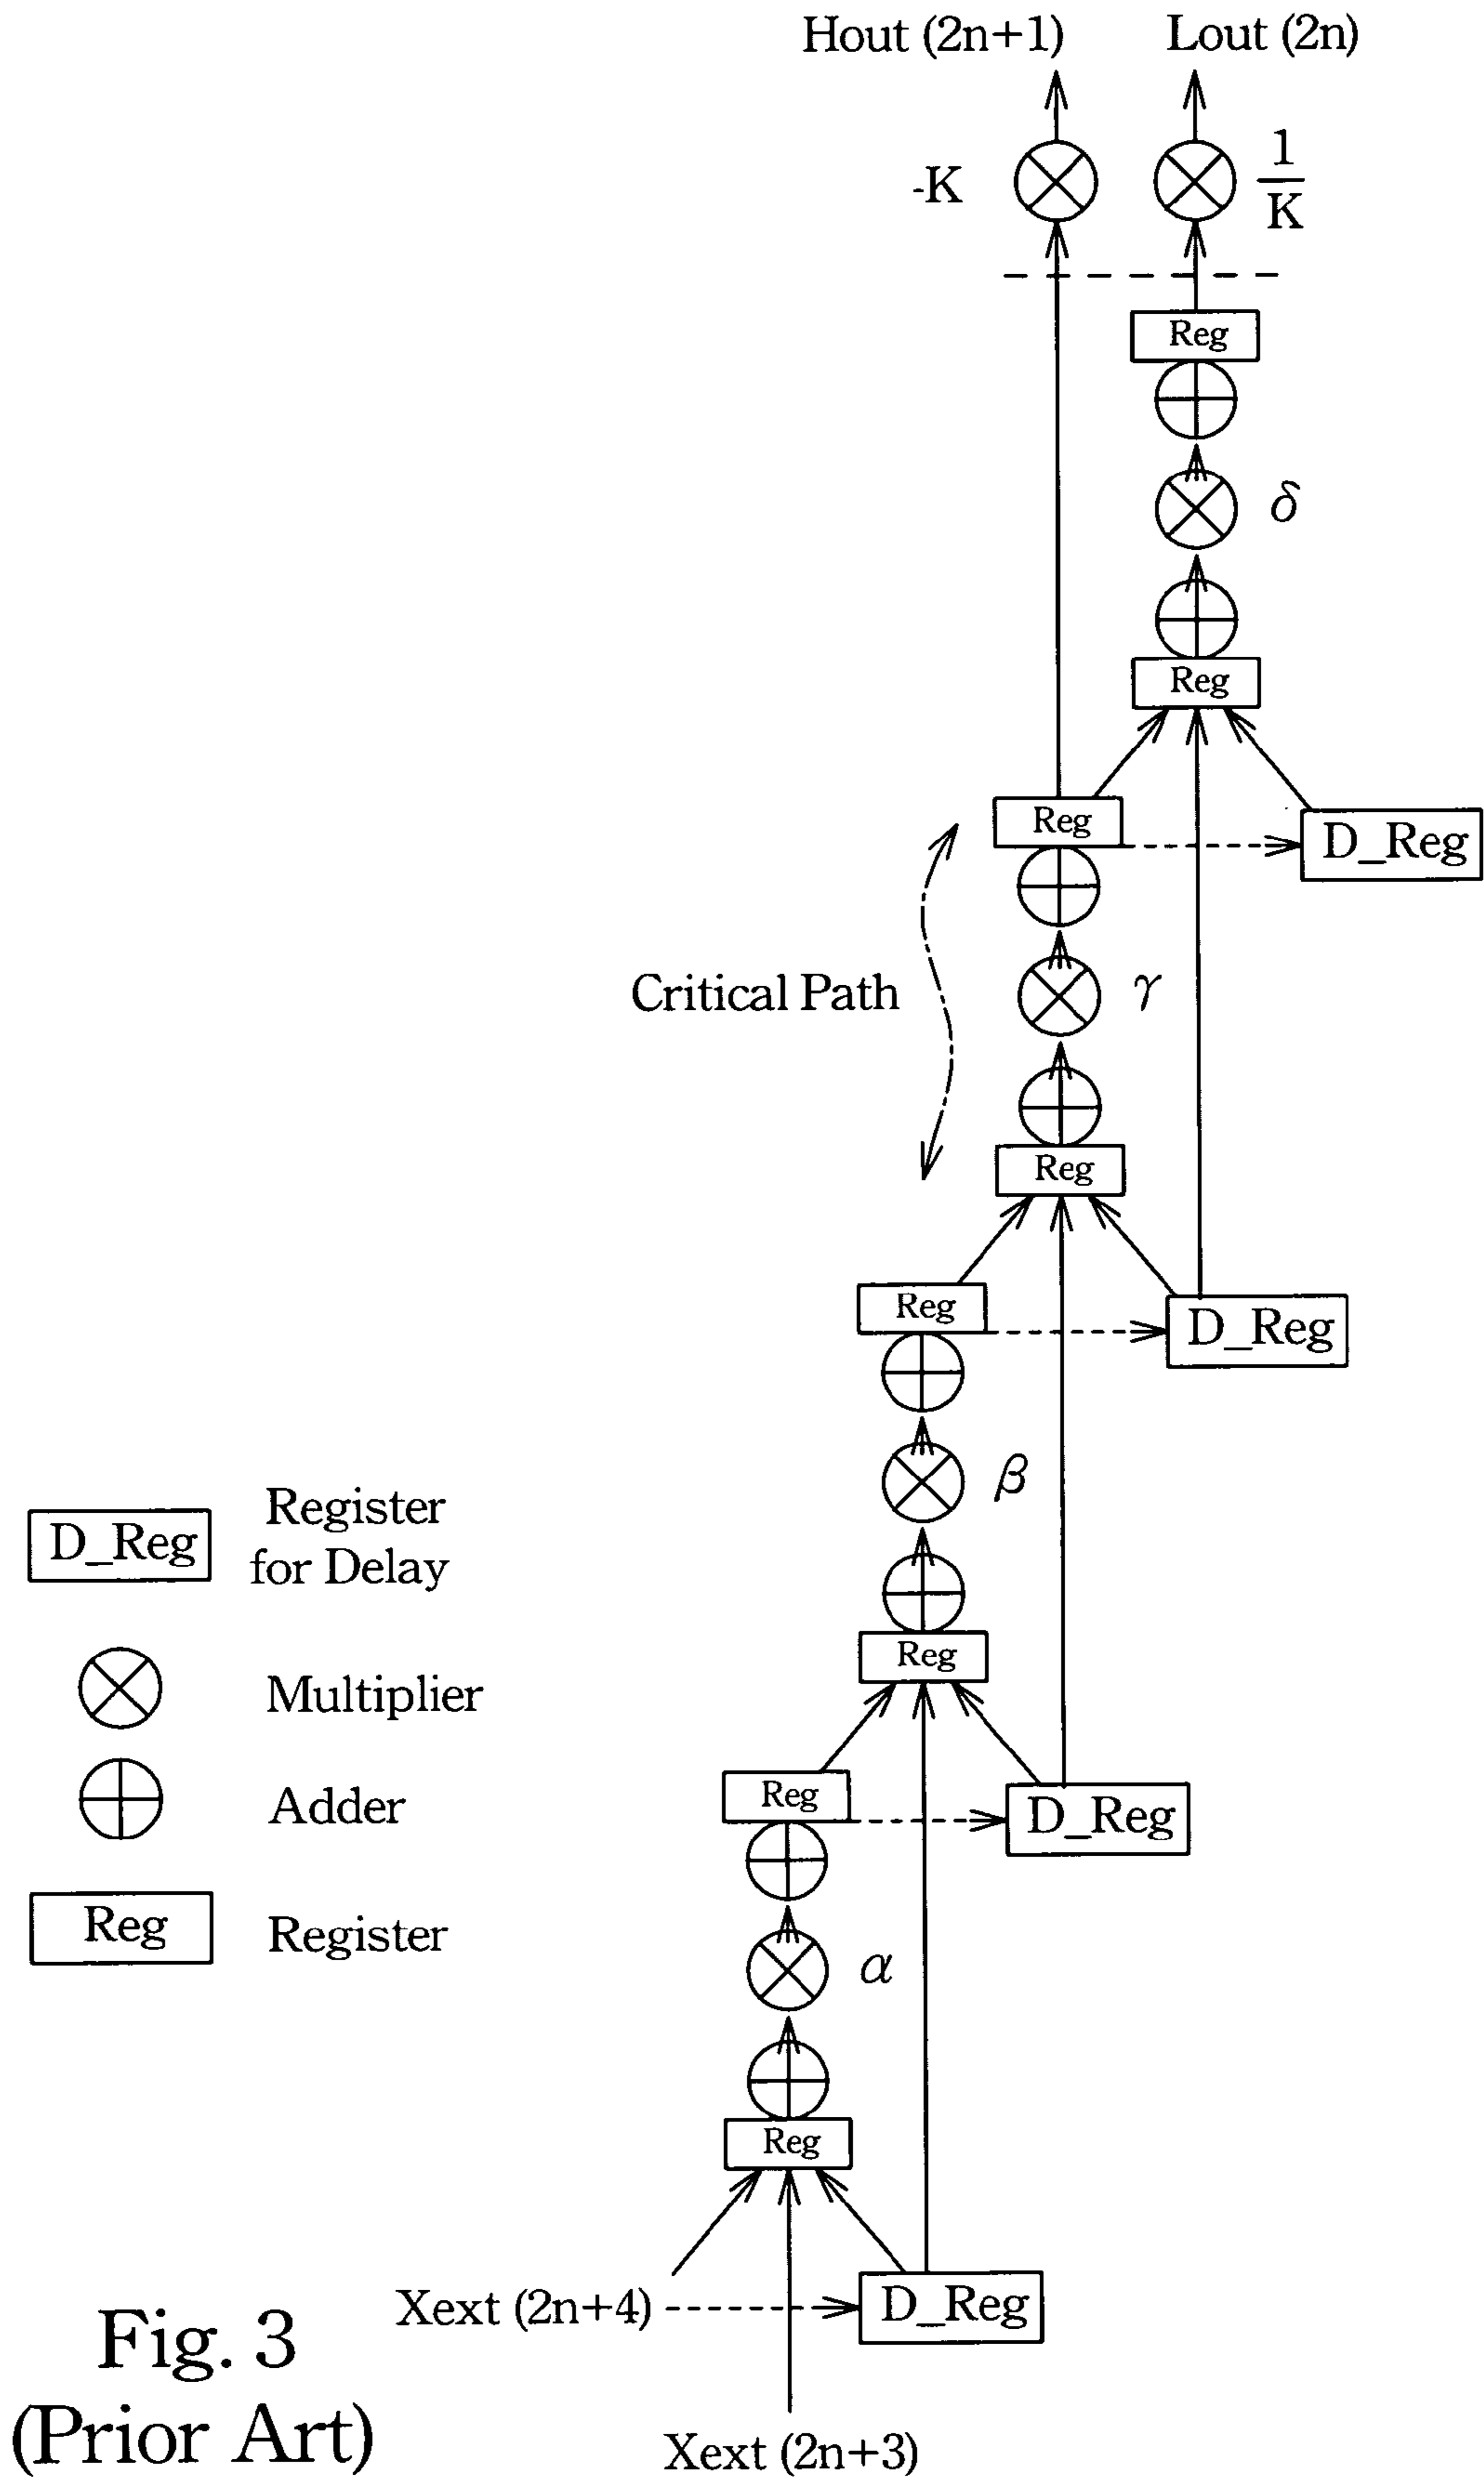 Hout (2n+1) Lout (2n)
-K
1
K
Reg
δ
Reg
Reg
D_Reg
Critical Path
γ
Reg
Reg
D_Reg
β
Reg
Reg
D_Reg
α
Reg
Xext (2n+4)
D_Reg
Xext (2n+3)
D_Reg
Register
for Delay
Multiplier
Adder
Reg
Register
Fig. 3
(Prior Art)